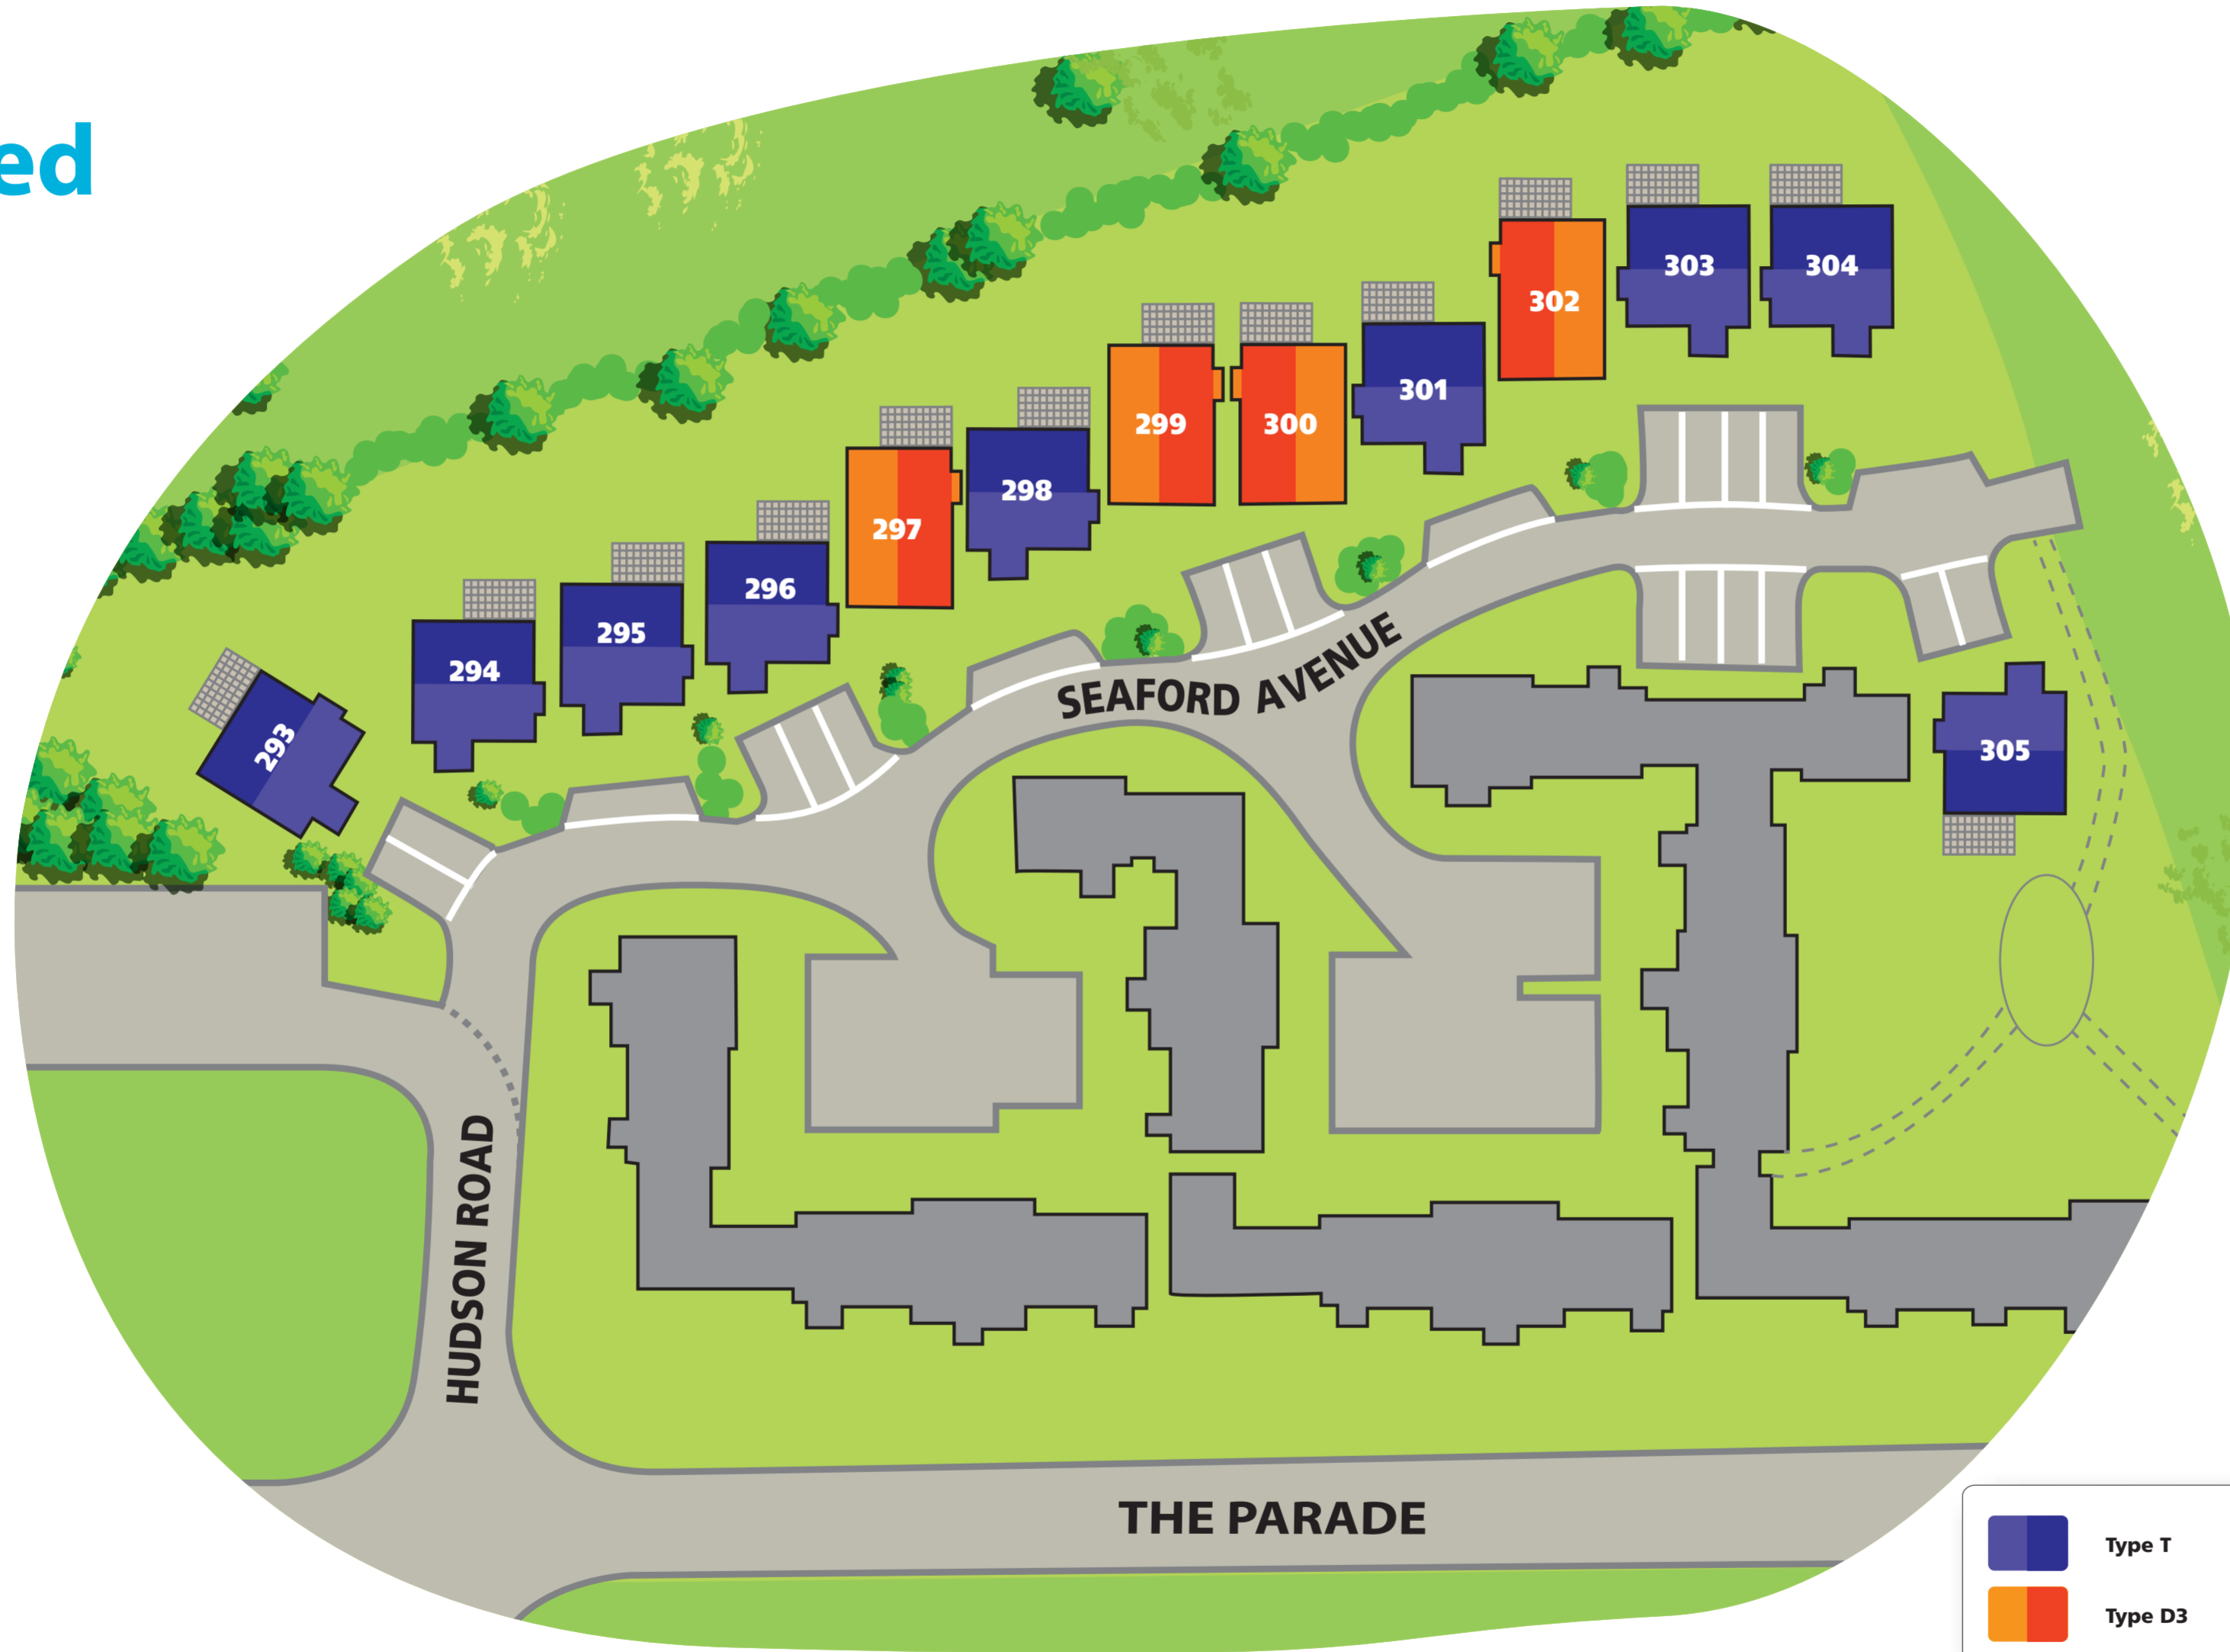 ed
303
304
302
301
299
300
298
297
296
295
294
293
SEAFORD AVENUE
305
HUDSON ROAD
THE PARADE
Type T
Type D3